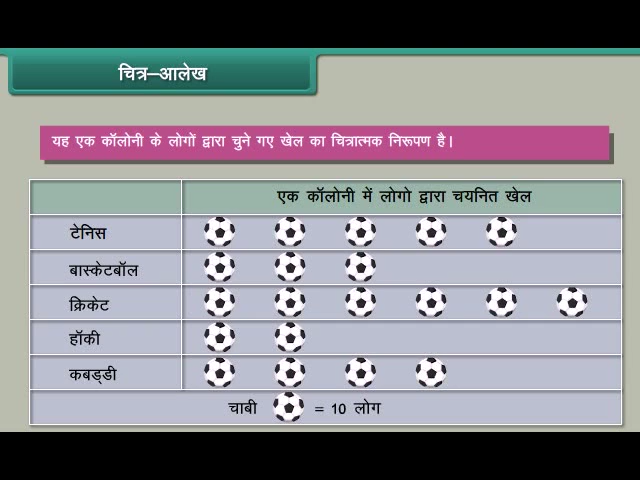 चित्र–आलेख
यह एक कॉलोनी के लोगों द्वारा चुने गए खेल का चित्रात्मक निरूपण है।
एक कॉलोनी में लोगो द्वारा चयनित खेल
टेनिस
बास्केटबॉल
क्रिकेट
हॉकी
कबड्डी
चाबी = 10 लोग